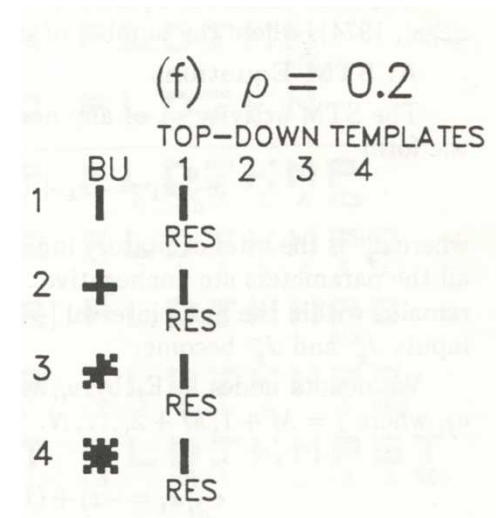 (f) ρ = 0.2
TOP-DOWN TEMPLATES
BU 1 2 3 4
1
RES
2
RES
3
RES
4
RES